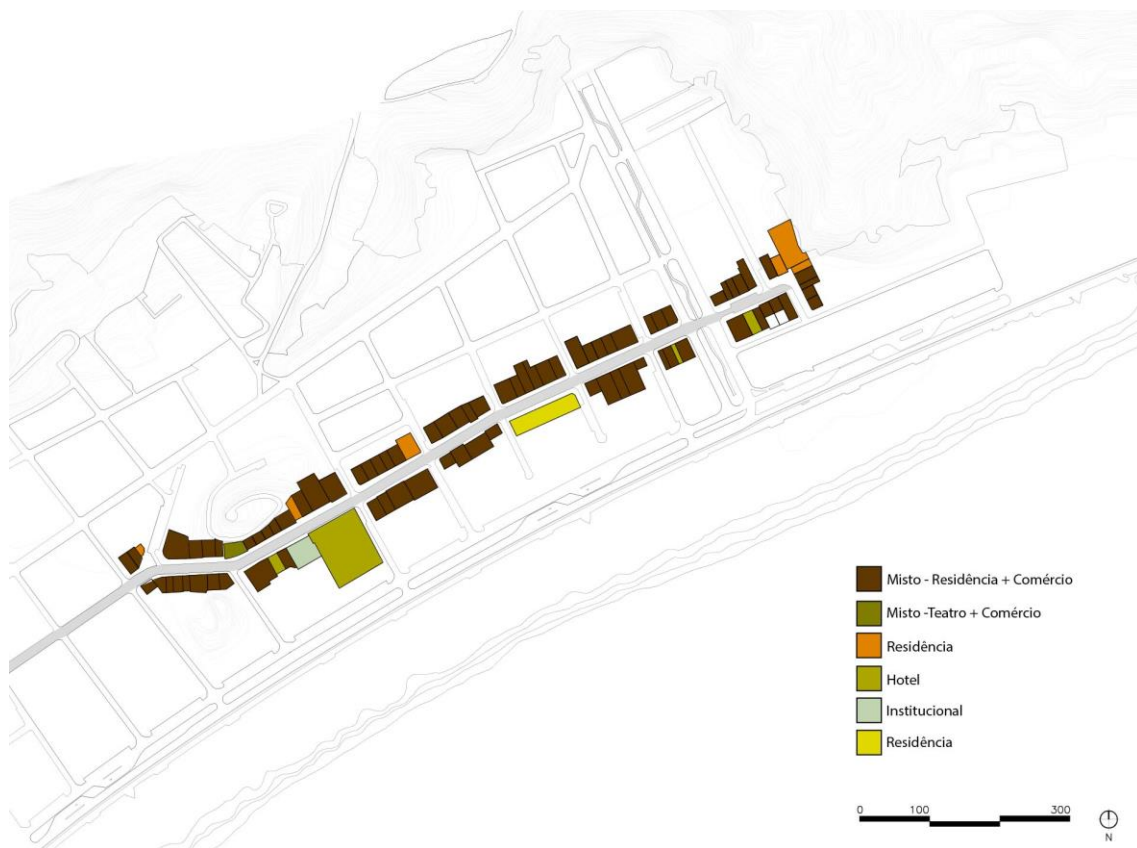 Misto - Residência + Comércio
Misto -Teatro + Comércio
Residência
Hotel
Institucional
Residência
0 100 300
N